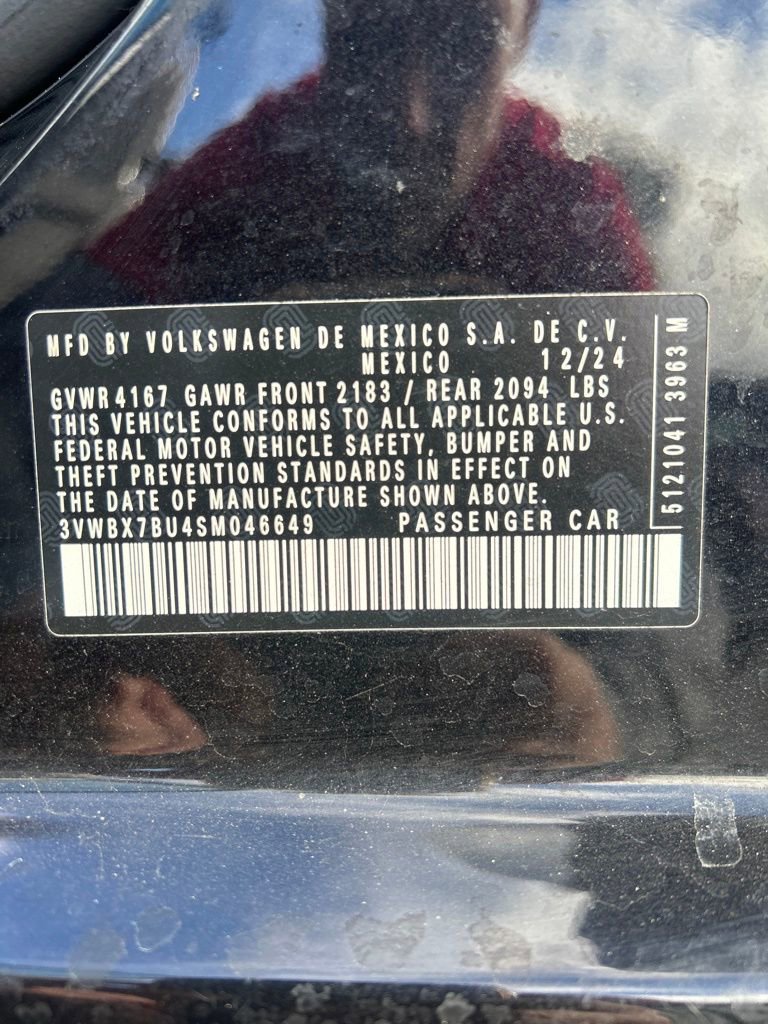 MFD BY VOLKSWAGEN DE MEXICO S.A. DE C.V.
MEXICO 12/24
GVWR 4167 GAWR FRONT 2183 / REAR 2094 LBS
THIS VEHICLE CONFORMS TO ALL APPLICABLE U.S.
FEDERAL MOTOR VEHICLE SAFETY, BUMPER AND
THEFT PREVENTION STANDARDS IN EFFECT ON
THE DATE OF MANUFACTURE SHOWN ABOVE.
3VWBX7BU4SM046649 PASSENGER CAR
5121041 3963 M